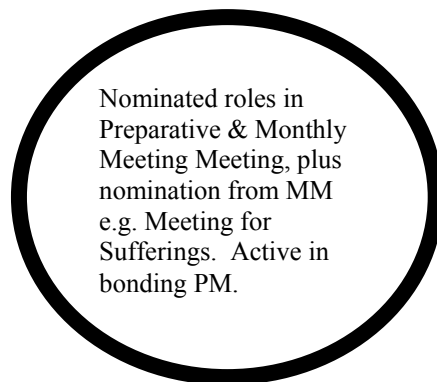 Nominated roles in
Preparative & Monthly
Meeting Meeting, plus
nomination from MM
e.g. Meeting for
Sufferings.  Active in
bonding PM.